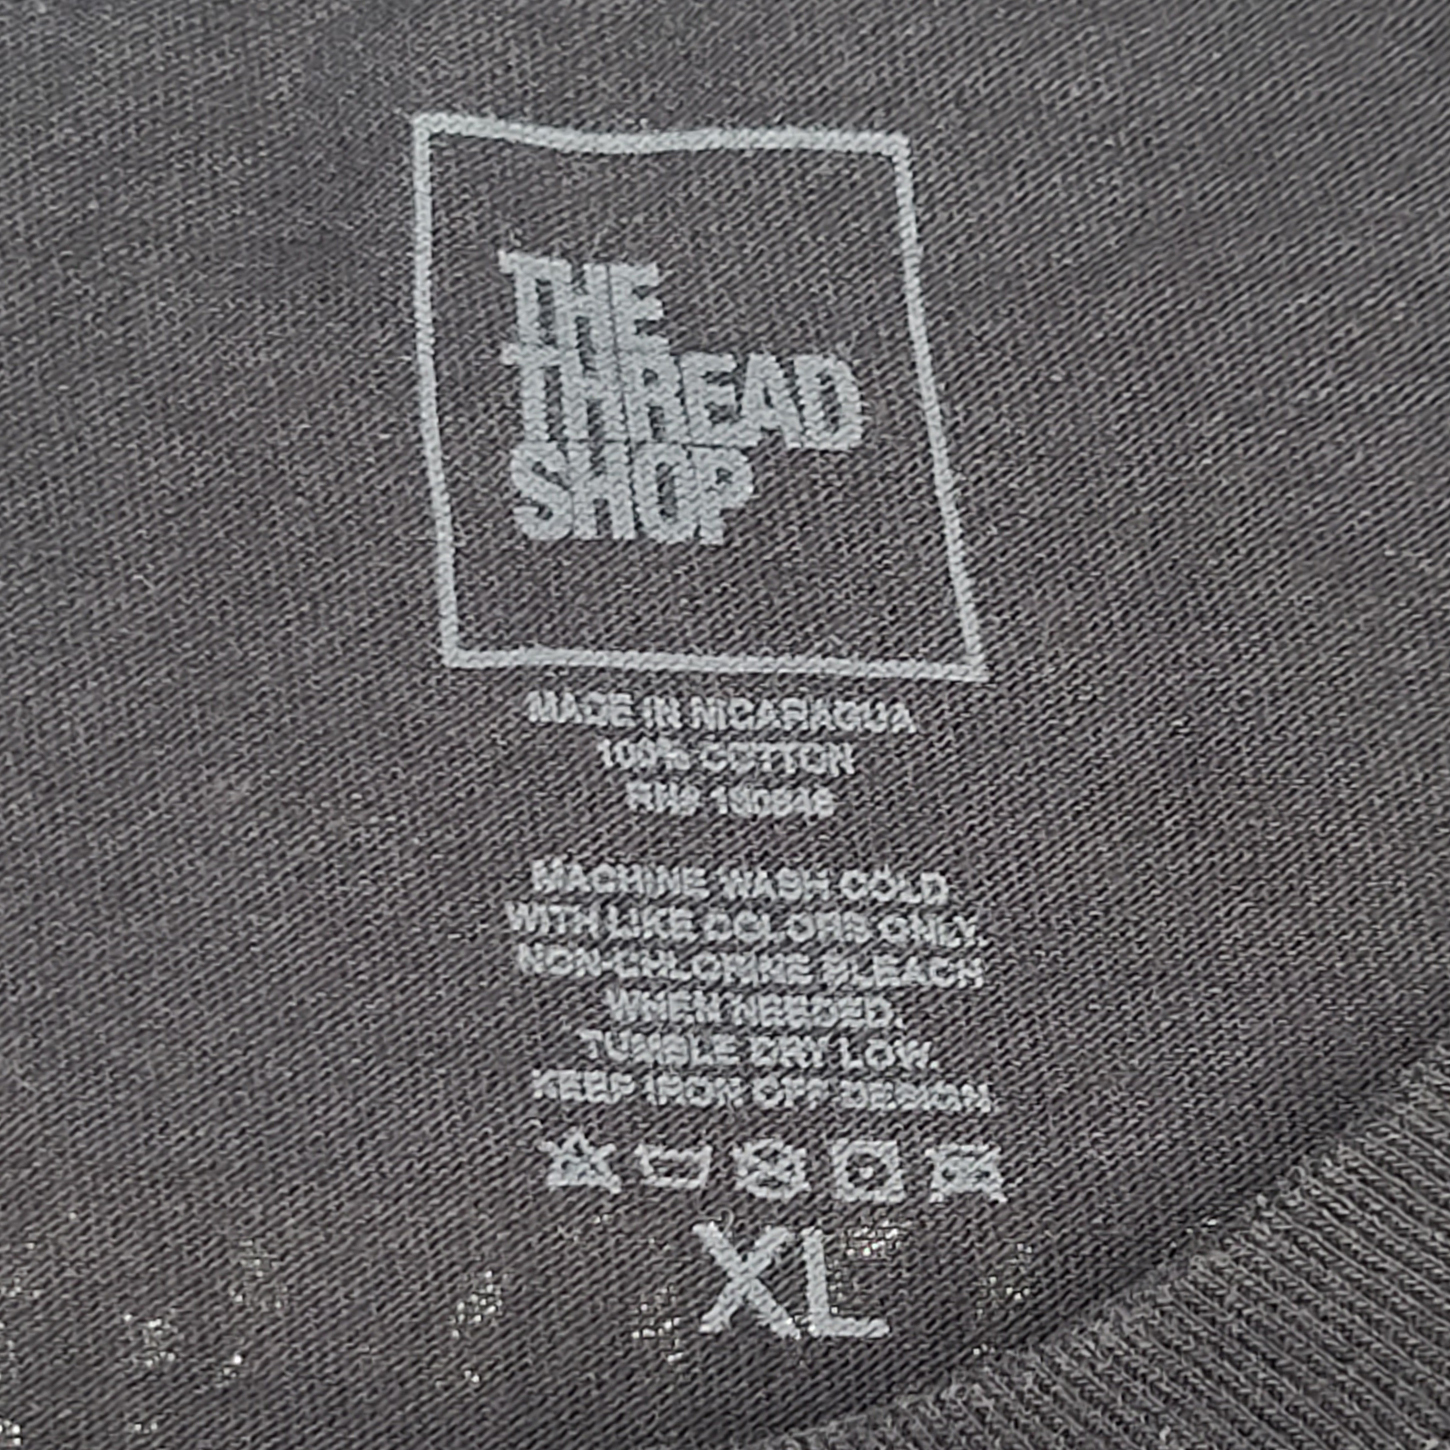 THE
THREAD
SHOP
MADE IN NICARAGUA
100% COTTON
RN#
MACHINE WASH COLD
WITH LIKE COLORS ONLY.
NON-CHLORINE BLEACH
WHEN NEEDED.
TUMBLE DRY LOW.
KEEP IRON OFF DESIGN.
XL